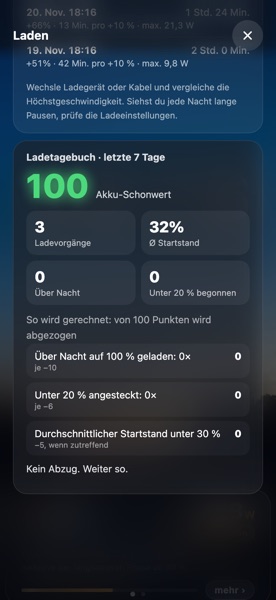 20. Nov. 18:16 1 Std. 24 Min.
+66% · 13 Min. pro +10 % · max. 21,3 W
Laden ✕
19. Nov. 18:16 2 Std. 0 Min.
+51% · 42 Min. pro +10 % · max. 9,8 W
Wechsle Ladegerät oder Kabel und vergleiche die
Höchstgeschwindigkeit. Siehst du jede Nacht lange
Pausen, prüfe die Ladeeinstellungen.
Ladetagebuch · letzte 7 Tage
100 Akku-Schonwert
3 32%
Ladevorgänge Ø Startstand
0 0
Über Nacht Unter 20 % begonnen
So wird gerechnet: von 100 Punkten wird
abgezogen
Über Nacht auf 100 % geladen: 0× 0
je −10
Unter 20 % angesteckt: 0× 0
je −6
Durchschnittlicher Startstand unter 30 % 0
−5, wenn zutreffend
Kein Abzug. Weiter so.
mehr ›